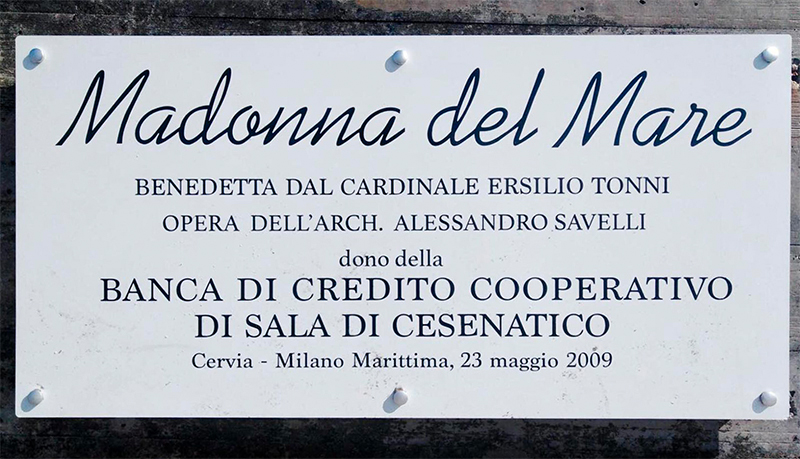 Madonna del Mare
BENEDETTA DAL CARDINALE ERSILIO TONNI
OPERA DELL'ARCH. ALESSANDRO SAVELLI
dono della
BANCA DI CREDITO COOPERATIVO
DI SALA DI CESENATICO
Cervia - Milano Marittima, 23 maggio 2009